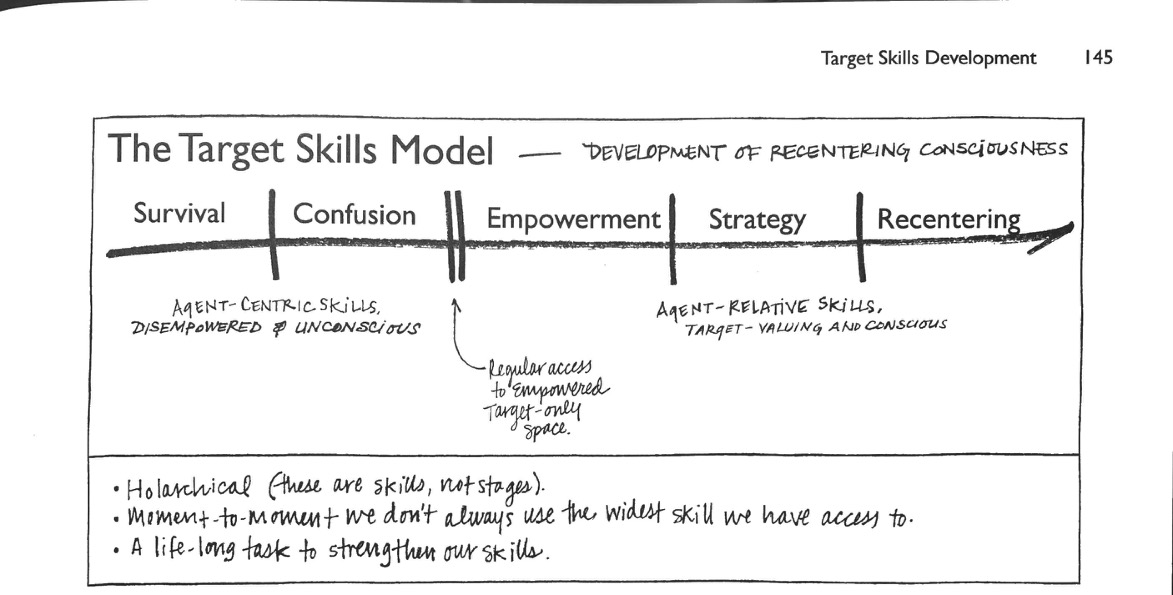 Target Skills Development 145
The Target Skills Model — DEVELOPMENT OF RECENTERING CONSCIOUSNESS
Survival Confusion Empowerment Strategy Recentering
AGENT-CENTRIC SKILLS,
DISEMPOWERED & UNCONSCIOUS
AGENT-RELATIVE SKILLS,
TARGET-VALUING AND CONSCIOUS
Regular access
to Empowered
Target-only
space.
• Holarchical (these are skills, not stages).
• Moment-to-moment we don't always use the widest skill we have access to.
• A life-long task to strengthen our skills.